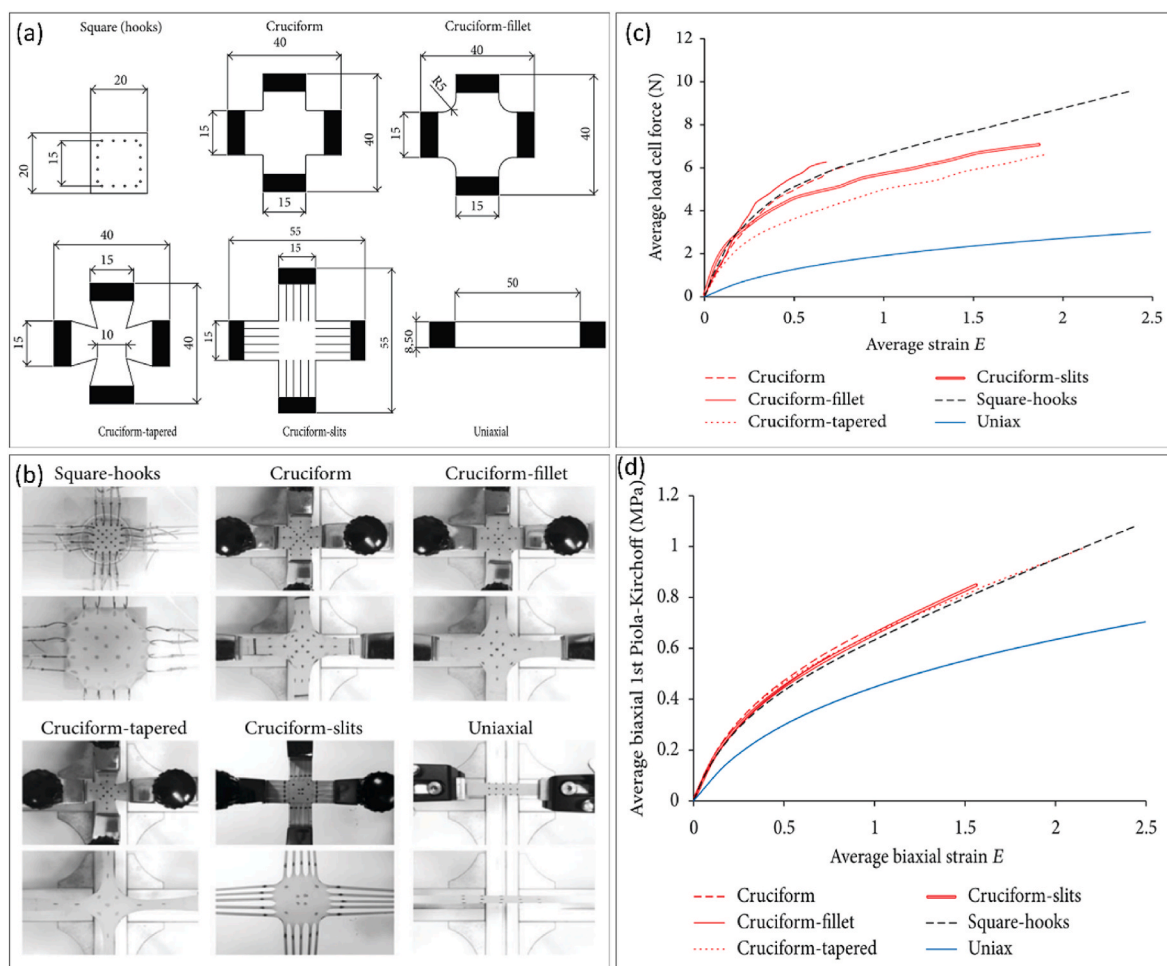 (a)
Square (hooks)
Cruciform
Cruciform-fillet
20
20
15
40
40
15
15
40
40
15
15
R5
40
40
15
15
10
55
55
15
15
50
8,50
Cruciform-tapered
Cruciform-slits
Uniaxial
(b)
Square-hooks
Cruciform
Cruciform-fillet
Cruciform-tapered
Cruciform-slits
Uniaxial
(c)
Average load cell force (N)
12
10
8
6
4
2
0
0
0.5
1
1.5
2
2.5
Average strain E
Cruciform
Cruciform-fillet
Cruciform-tapered
Cruciform-slits
Square-hooks
Uniax
(d)
Average biaxial 1st Piola-Kirchoff (MPa)
1.2
1
0.8
0.6
0.4
0.2
0
0
0.5
1
1.5
2
2.5
Average biaxial strain E
Cruciform
Cruciform-fillet
Cruciform-tapered
Cruciform-slits
Square-hooks
Uniax